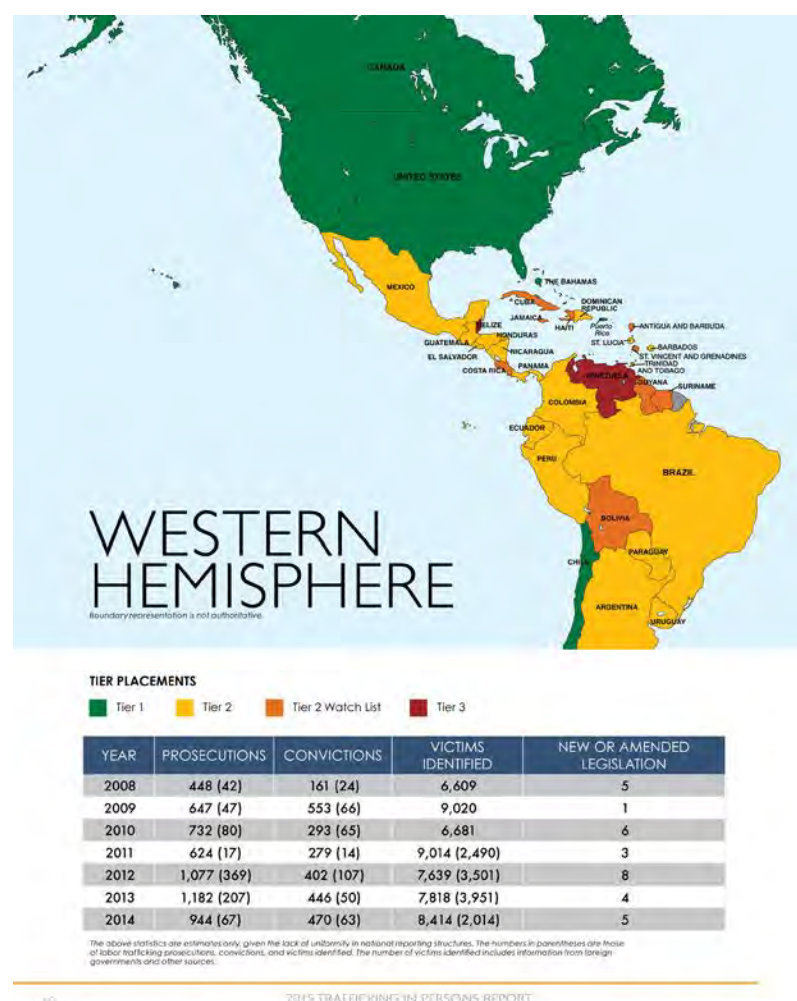 CANADA
UNITED STATES
MEXICO
THE BAHAMAS
CUBA
DOMINICAN
REPUBLIC
JAMAICA
HAITI
Puerto
Rico
BELIZE
HONDURAS
GUATEMALA
EL SALVADOR
NICARAGUA
COSTA RICA
PANAMA
ANTIGUA AND BARBUDA
ST. LUCIA
BARBADOS
ST. VINCENT AND GRENADINES
TRINIDAD
AND TOBAGO
VENEZUELA
GUYANA
SURINAME
COLOMBIA
ECUADOR
PERU
BRAZIL
BOLIVIA
PARAGUAY
CHILE
ARGENTINA
URUGUAY
WESTERN
HEMISPHERE
Boundary representation is not authoritative.
TIER PLACEMENTS
Tier 1 Tier 2 Tier 2 Watch List Tier 3
YEAR PROSECUTIONS CONVICTIONS VICTIMS IDENTIFIED NEW OR AMENDED LEGISLATION
2008 448 (42) 161 (24) 6,609 5
2009 647 (47) 553 (66) 9,020 1
2010 732 (80) 293 (65) 6,681 6
2011 624 (17) 279 (14) 9,014 (2,490) 3
2012 1,077 (369) 402 (107) 7,639 (3,501) 8
2013 1,182 (207) 446 (50) 7,818 (3,951) 4
2014 944 (67) 470 (63) 8,414 (2,014) 5
The above statistics are estimates only, given the lack of uniformity in national reporting structures. The numbers in parentheses are those
of labor trafficking prosecutions, convictions, and victims identified. The number of victims identified includes information from foreign
governments and other sources.
2015 TRAFFICKING IN PERSONS REPORT